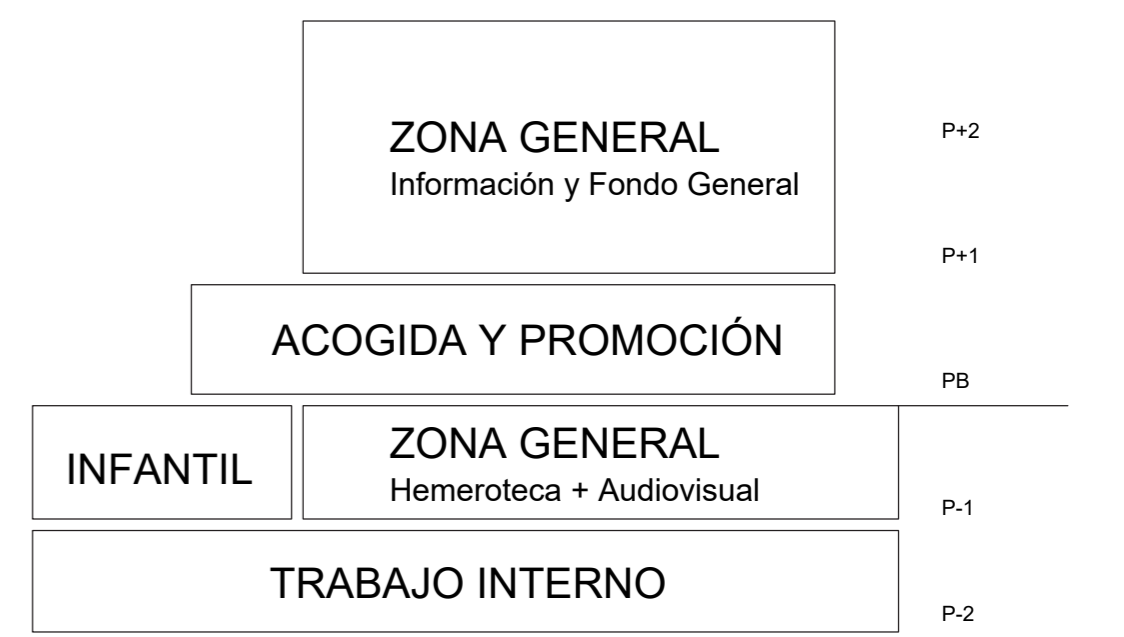 ZONA GENERAL
Información y Fondo General
P+2
P+1
ACOGIDA Y PROMOCIÓN
PB
INFANTIL
ZONA GENERAL
Hemeroteca + Audiovisual
P-1
TRABAJO INTERNO
P-2